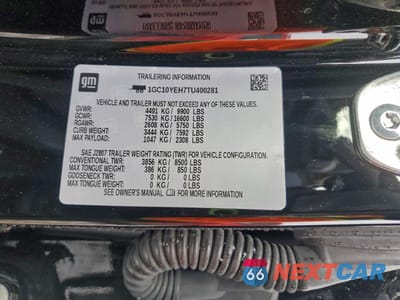 gm
TRAILERING INFORMATION
1GC10YEH7TU400281
VEHICLE AND TRAILER MUST NOT EXCEED ANY OF THESE RATINGS
GVWR: 4491 KG/ 9900 LBS
GCWR: 7530 KG/16600 LBS
RGAWR: 2608 KG/ 5750 LBS
CURB WEIGHT: 3444 KG/ 7592 LBS
MAX PAYLOAD: 1047 KG/ 2308 LBS
SAE J2807 TRAILER WEIGHT RATING (TWR) FOR VEHICLE CONFIGURATION.
CONVENTIONAL TWR: 3856 KG/ 8500 LBS
MAX TONGUE WEIGHT: 386 KG/ 850 LBS
GOOSENECK TWR: 0 KG/ 0 LBS
MAX TONGUE WEIGHT: 0 KG/ 0 LBS
SEE OWNER'S MANUAL FOR MORE INFORMATION
66 NEXTCAR